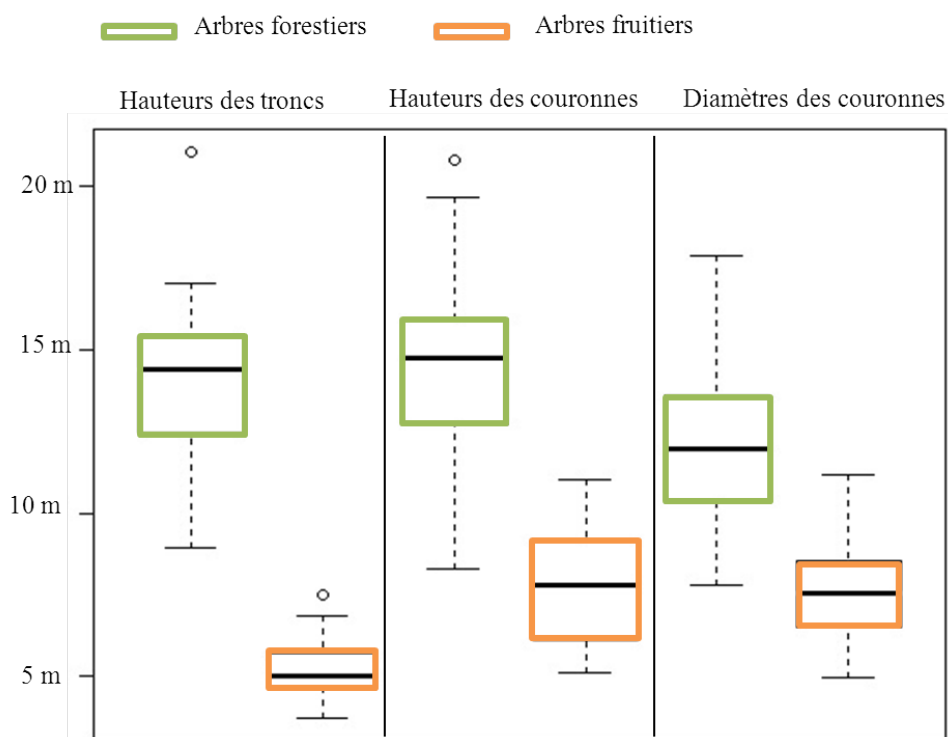 Arbres forestiers Arbres fruitiers
Hauteurs des troncs Hauteurs des couronnes Diamètres des couronnes
20 m
15 m
10 m
5 m